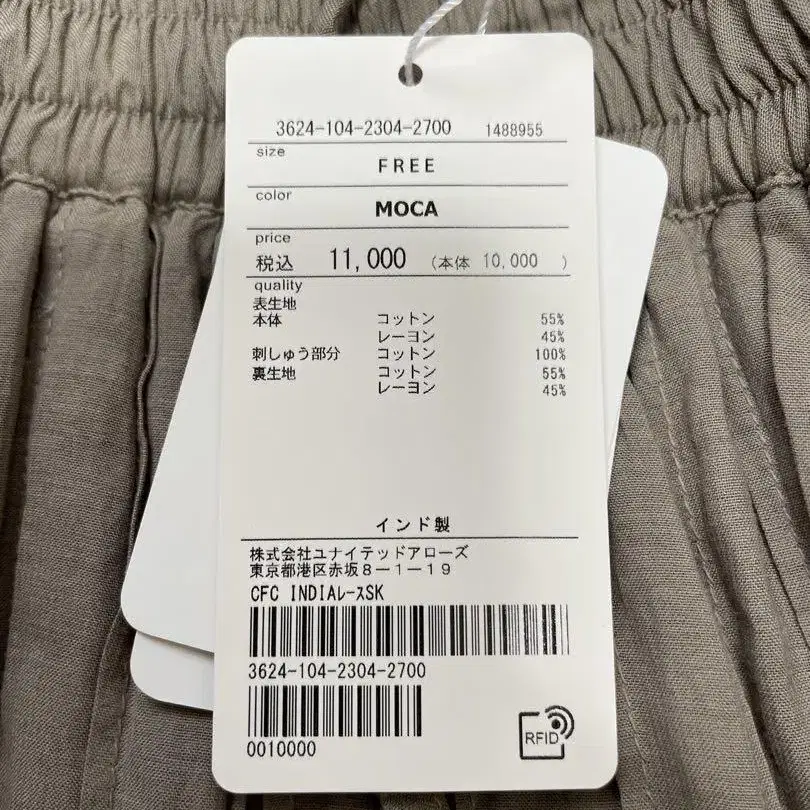 3624-104-2304-2700 1488955
size
FREE
color
MOCA
price
税込 11,000 (本体 10,000 )
quality
表生地
本体 コットン 55%
レーヨン 45%
刺しゅう部分 コットン 100%
裏生地 コットン 55%
レーヨン 45%
インド製
株式会社ユナイテッドアローズ
東京都港区赤坂8ー1ー19
CFC INDIAﾚｰｽSK
3624-104-2304-2700
0010000
RFID